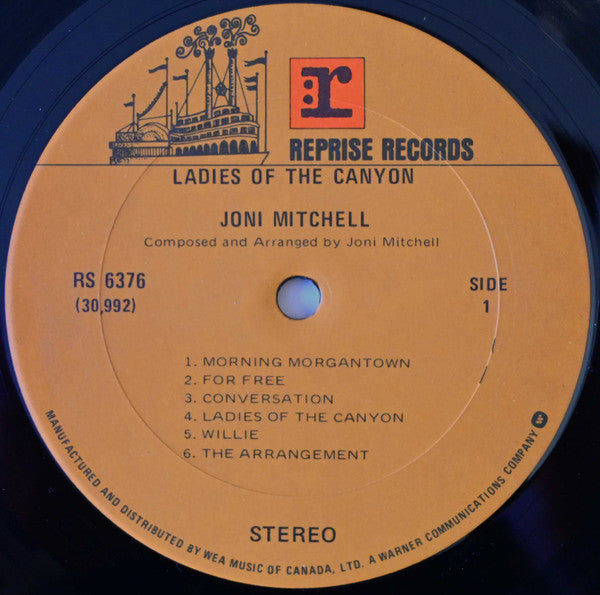 r
REPRISE RECORDS
LADIES OF THE CANYON
JONI MITCHELL
Composed and Arranged by Joni Mitchell
RS 6376
(30,992)
SIDE
1
1. MORNING MORGANTOWN
2. FOR FREE
3. CONVERSATION
4. LADIES OF THE CANYON
5. WILLIE
6. THE ARRANGEMENT
STEREO
MANUFACTURED AND DISTRIBUTED BY WEA MUSIC OF CANADA, LTD. A WARNER COMMUNICATIONS COMPANY